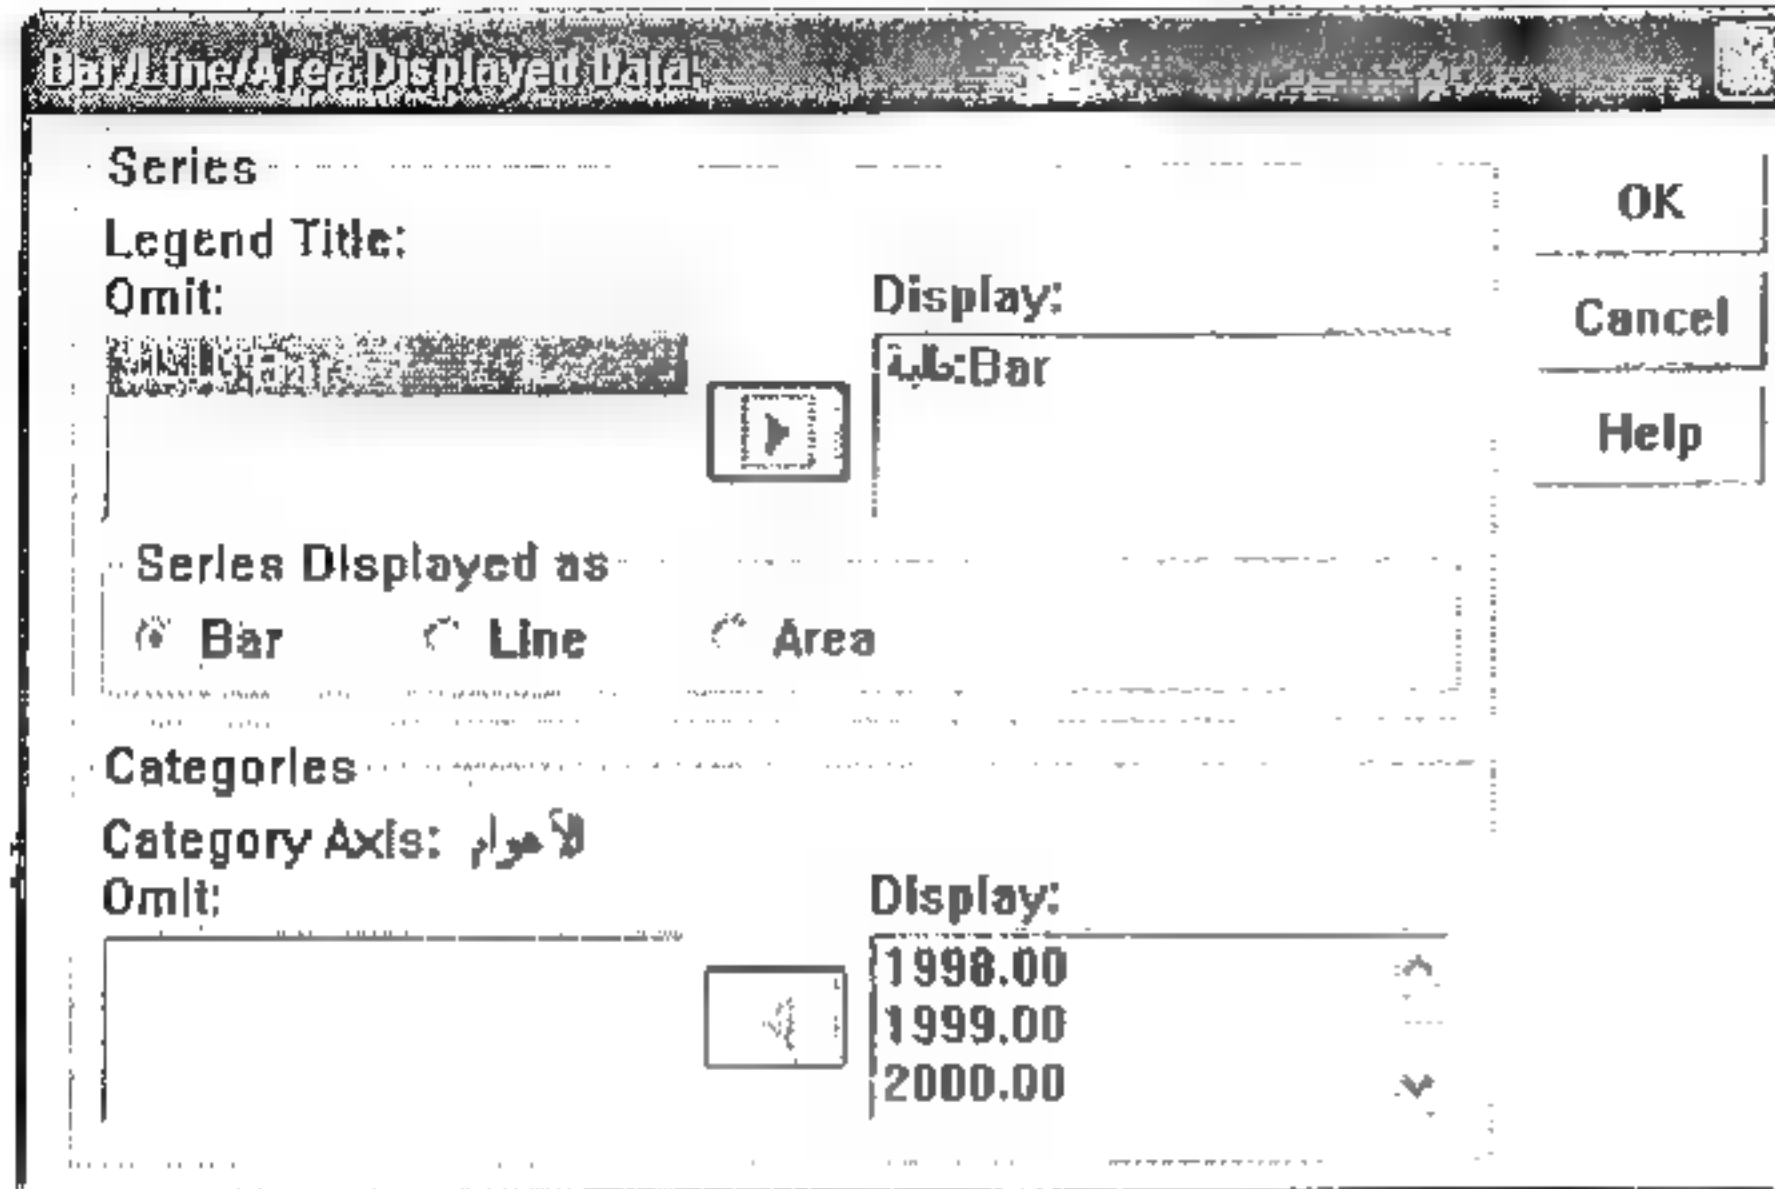 Bar/Line/Area Displayed Data:
Series
Legend Title:
Omit:
Display:
:Bar
طلبة:Bar
Series Displayed as
Bar
Line
Area
Categories
Category Axis: الأعوام
Omit:
Display:
1998.00
1999.00
2000.00
OK
Cancel
Help